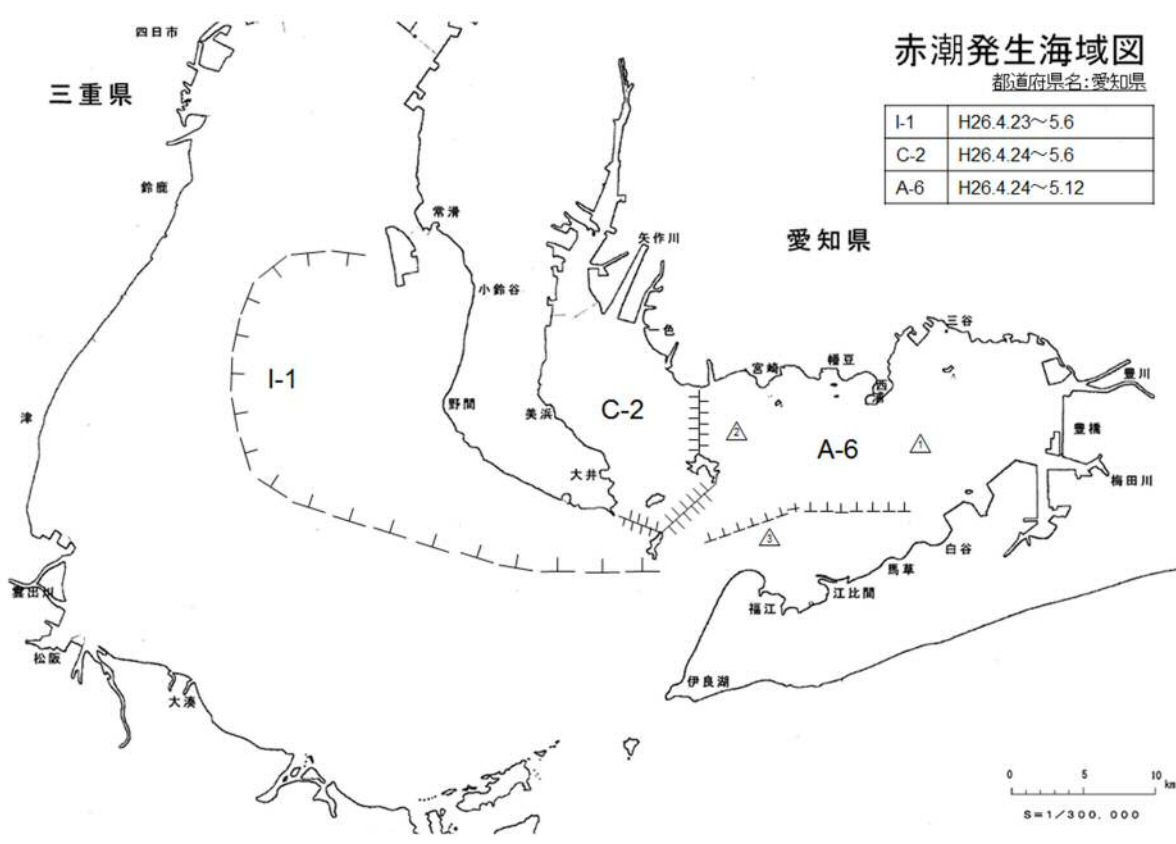 赤潮発生海域図
都道府県名:愛知県
I-1 H26.4.23～5.6
C-2 H26.4.24～5.6
A-6 H26.4.24～5.12
四日市
三重県
鈴鹿
常滑
矢作川
愛知県
小鈴谷
一色
三谷
宮崎
幡豆
西浦
豊川
I-1
津
野間
美浜
C-2
2
A-6
1
豊橋
大井
梅田川
3
白谷
馬草
江比間
福江
雲出川
松阪
伊良湖
大湊
0 5 10
km
S=1/300,000